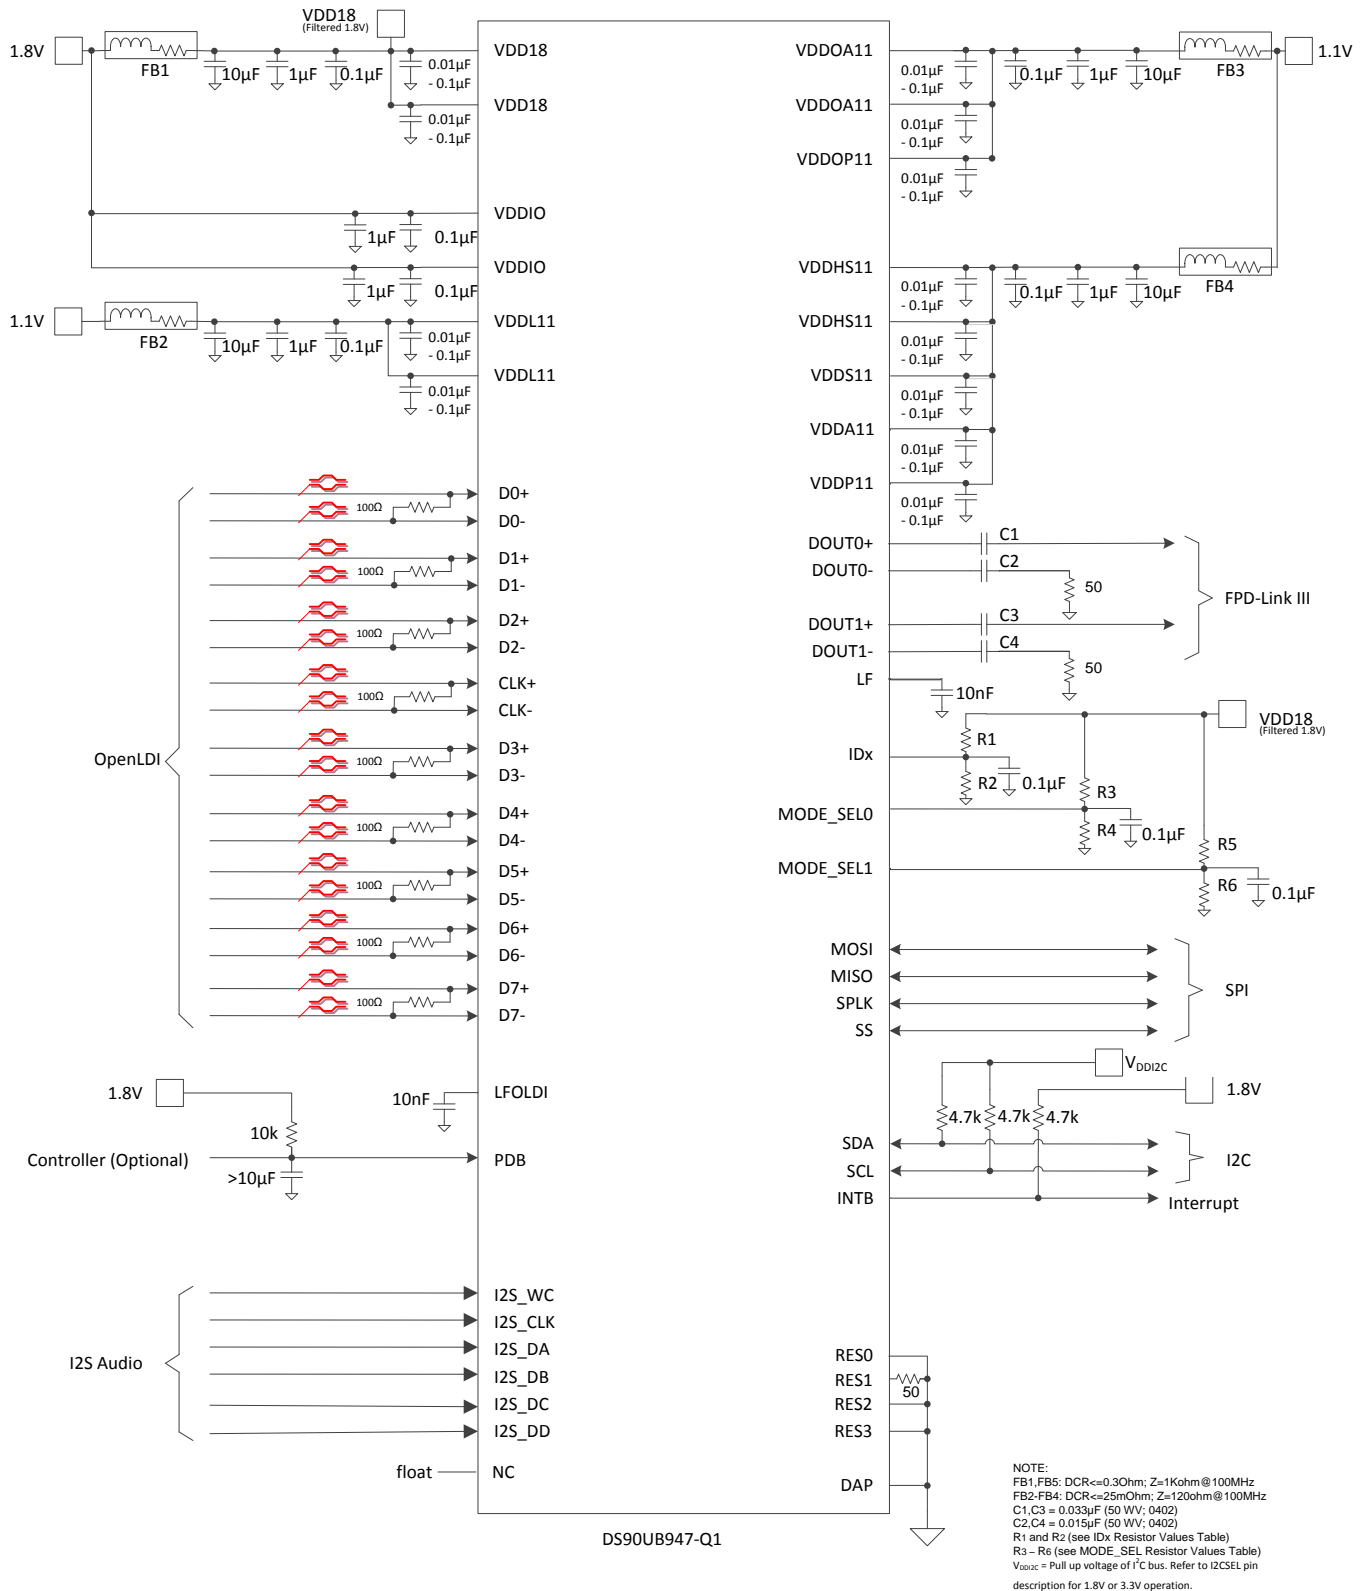 VDD18
(Filtered 1.8V)
1.8V
FB1
10µF
1µF
0.1µF
0.01µF
- 0.1µF
VDD18
0.01µF
- 0.1µF
VDD18
1µF
0.1µF
VDDIO
1µF
0.1µF
VDDIO
1.1V
FB2
10µF
1µF
0.1µF
0.01µF
- 0.1µF
VDDL11
0.01µF
- 0.1µF
VDDL11
OpenLDI
100Ω
D0+
D0-
100Ω
D1+
D1-
100Ω
D2+
D2-
100Ω
CLK+
CLK-
100Ω
D3+
D3-
100Ω
D4+
D4-
100Ω
D5+
D5-
100Ω
D6+
D6-
100Ω
D7+
D7-
1.8V
10nF
LFOLDI
10k
Controller (Optional)
>10µF
PDB
I2S Audio
I2S_WC
I2S_CLK
I2S_DA
I2S_DB
I2S_DC
I2S_DD
float
NC
VDDOA11
0.01µF
- 0.1µF
0.1µF
1µF
10µF
FB3
1.1V
VDDOA11
0.01µF
- 0.1µF
VDDOP11
0.01µF
- 0.1µF
VDDHS11
0.01µF
- 0.1µF
0.1µF
1µF
10µF
FB4
VDDHS11
0.01µF
- 0.1µF
VDDS11
0.01µF
- 0.1µF
VDDA11
0.01µF
- 0.1µF
VDDP11
0.01µF
- 0.1µF
DOUT0+
C1
DOUT0-
C2
50
DOUT1+
C3
DOUT1-
C4
50
FPD-Link III
LF
10nF
VDD18
(Filtered 1.8V)
IDx
R1
R2
0.1µF
MODE_SEL0
R3
R4
0.1µF
MODE_SEL1
R5
R6
0.1µF
MOSI
MISO
SPLK
SS
SPI
VDDI2C
1.8V
4.7k
4.7k
4.7k
SDA
SCL
I2C
INTB
Interrupt
RES0
RES1
50
RES2
RES3
DAP
DS90UB947-Q1
NOTE:
FB1,FB5: DCR<=0.3Ohm; Z=1Kohm@100MHz
FB2-FB4: DCR<=25mOhm; Z=120ohm@100MHz
C1,C3 = 0.033µF (50 WV; 0402)
C2,C4 = 0.015µF (50 WV; 0402)
R1 and R2 (see IDx Resistor Values Table)
R3 – R6 (see MODE_SEL Resistor Values Table)
VDDI2C = Pull up voltage of I²C bus. Refer to I2CSEL pin
description for 1.8V or 3.3V operation.